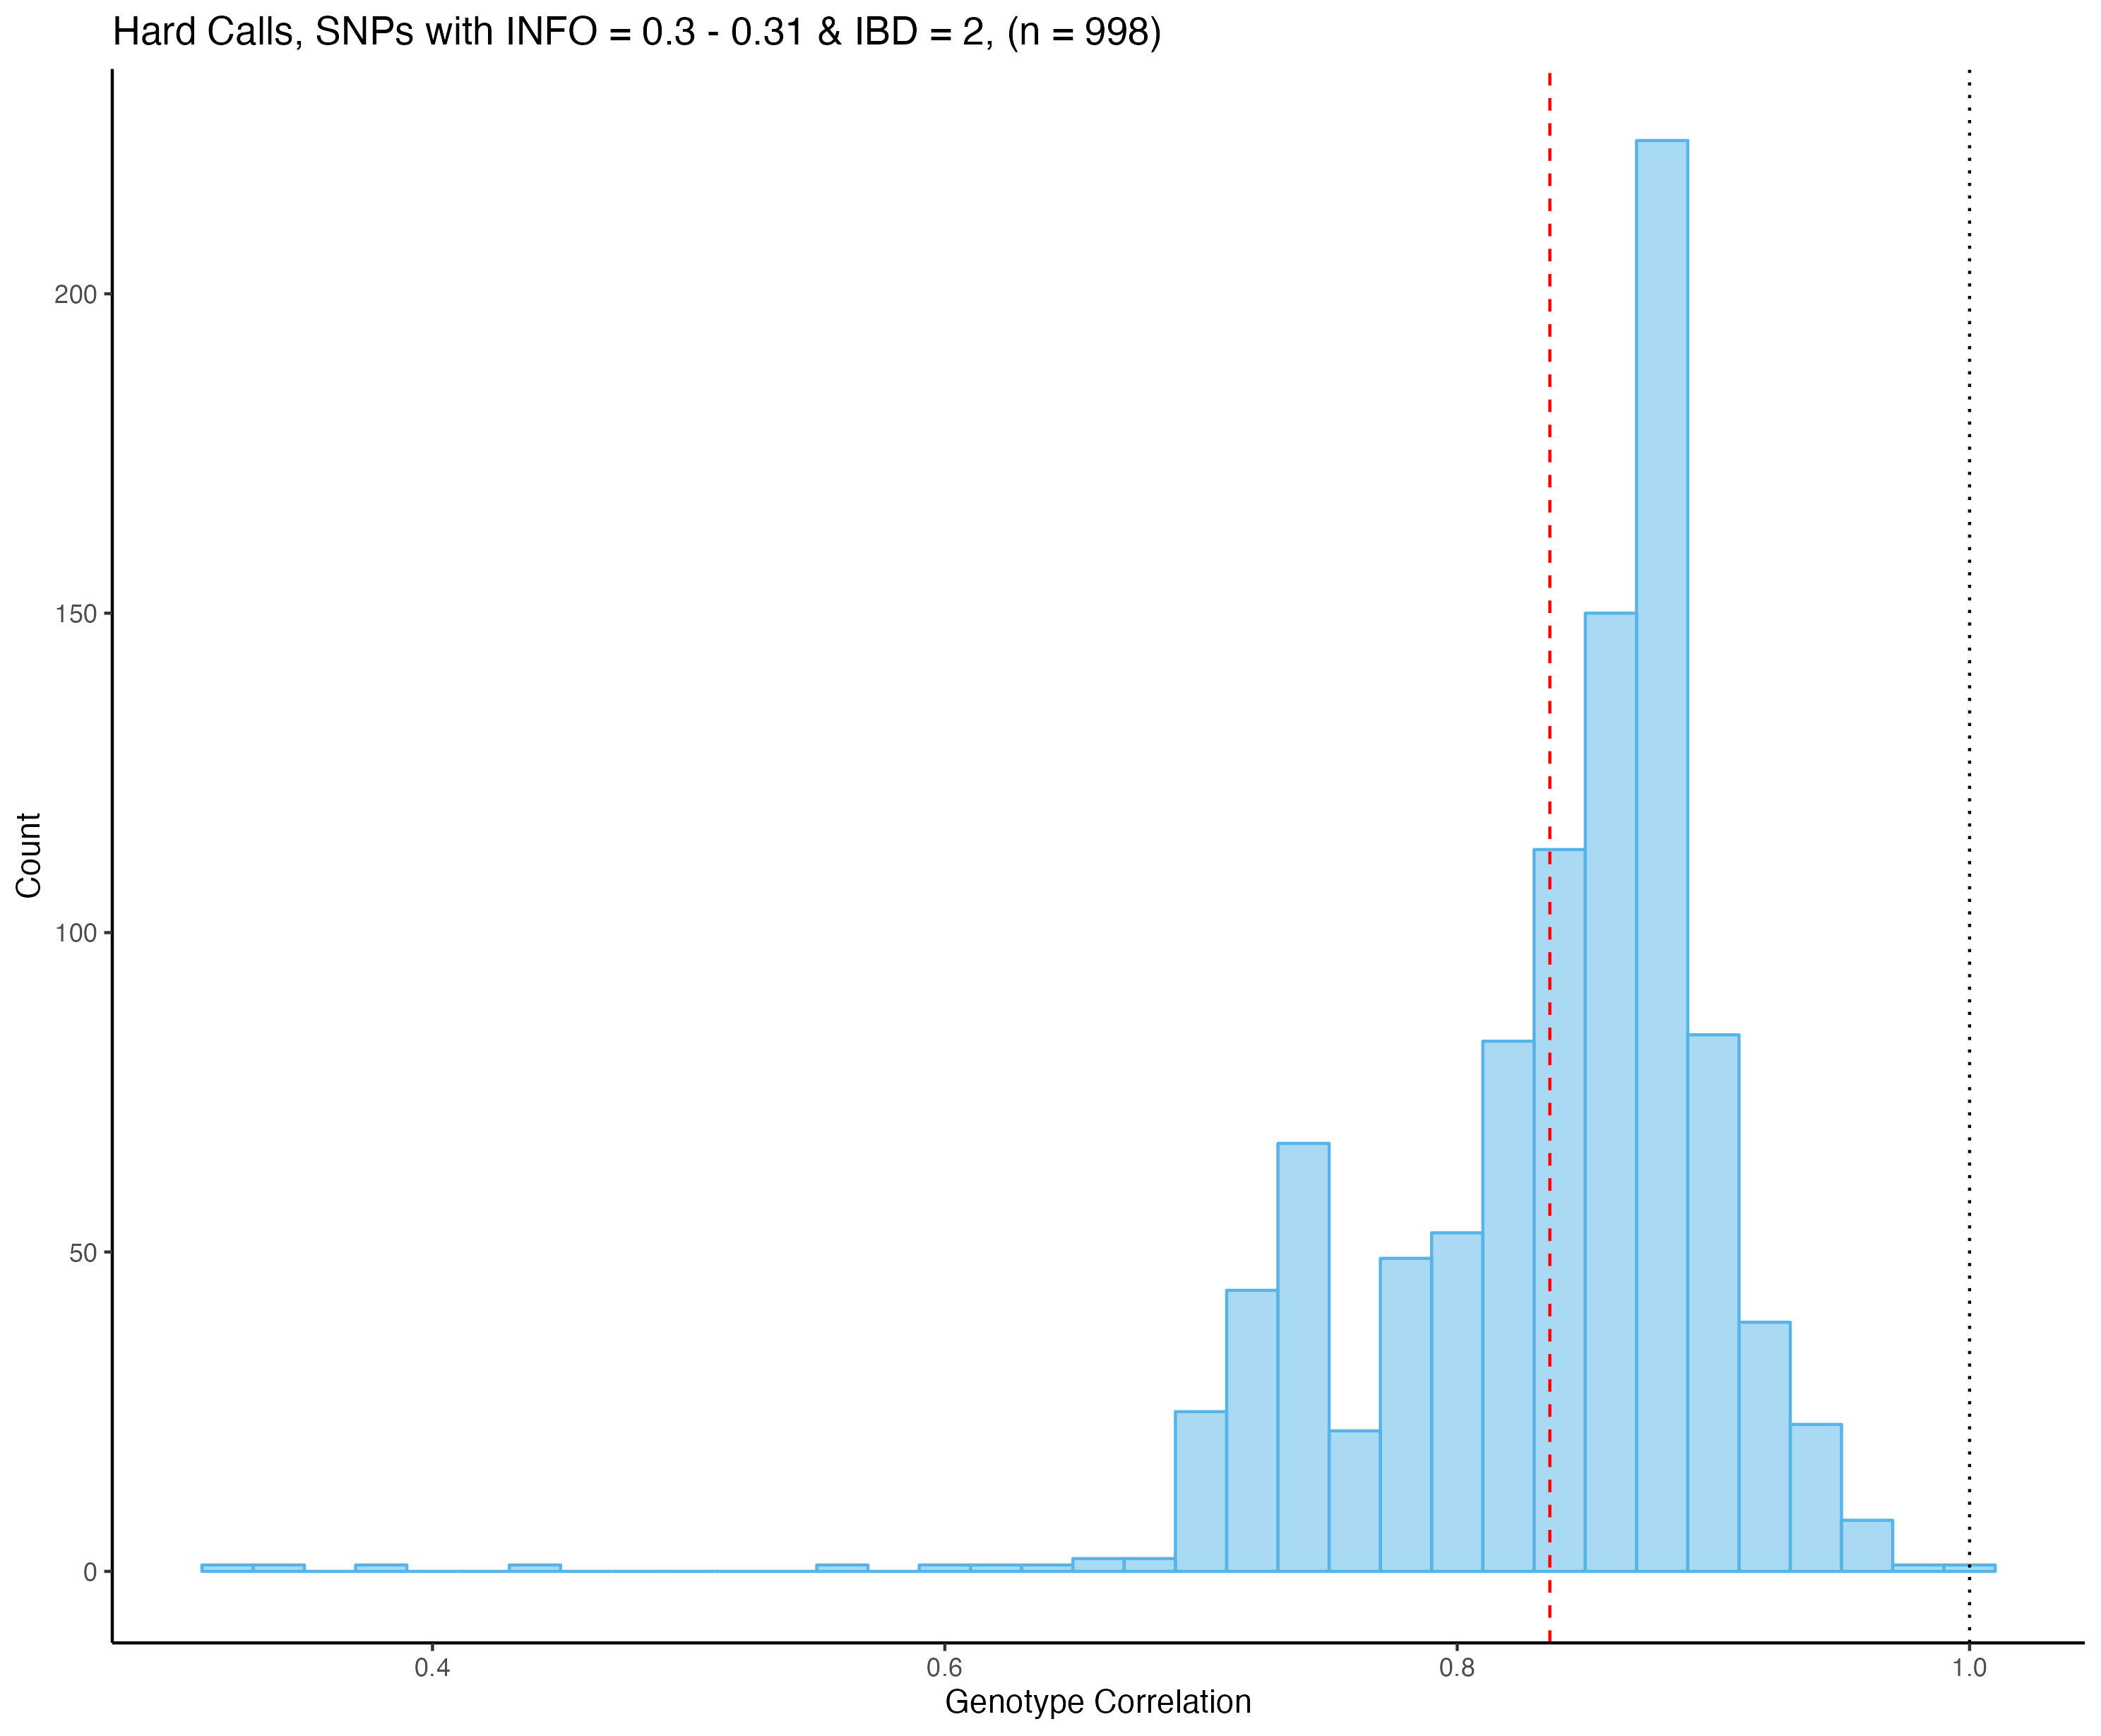 Hard Calls, SNPs with INFO = 0.3 - 0.31 & IBD = 2, (n = 998)
Count
200
150
100
50
0
0.4 0.6 0.8 1.0
Genotype Correlation